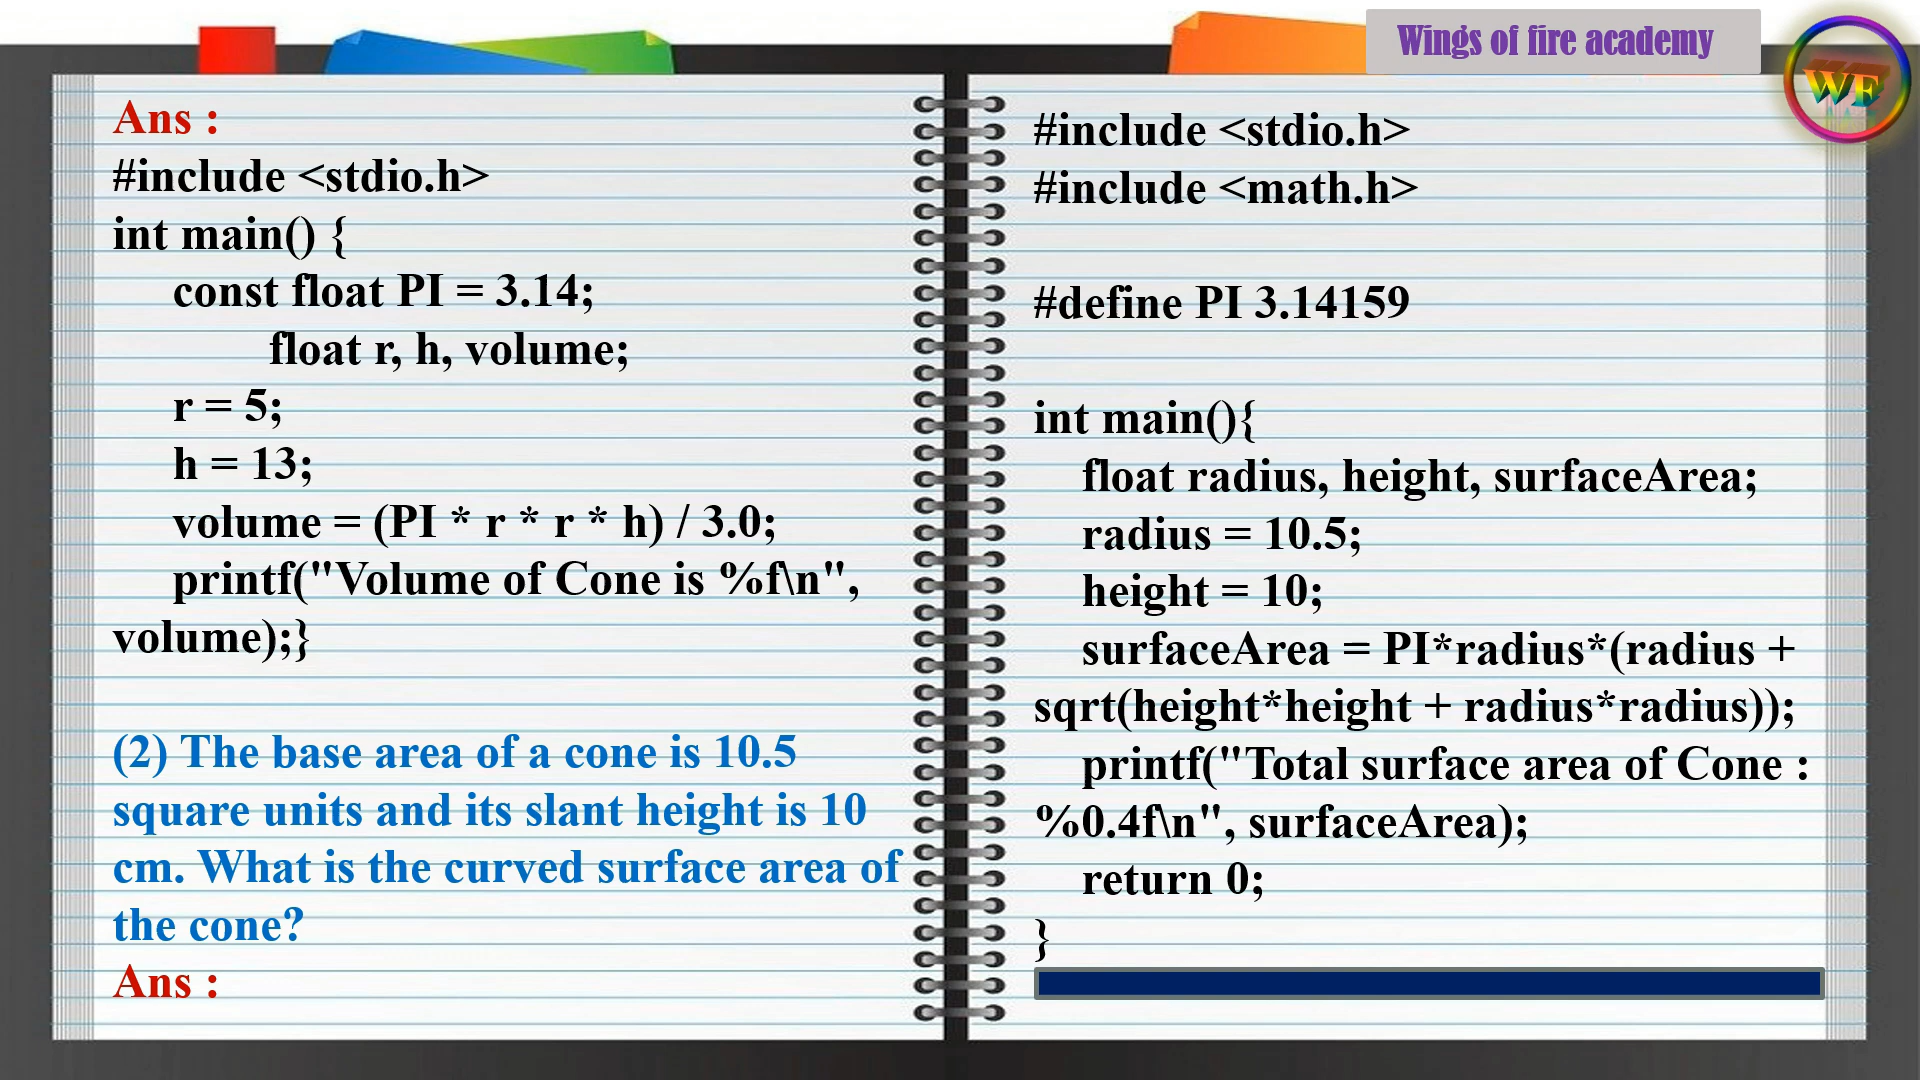 Wings of fire academy
WF
Ans :
#include <stdio.h>
int main() {
const float PI = 3.14;
float r, h, volume;
r = 5;
h = 13;
volume = (PI * r * r * h) / 3.0;
printf("Volume of Cone is %f\n",
volume);}
(2) The base area of a cone is 10.5
square units and its slant height is 10
cm. What is the curved surface area of
the cone?
Ans :
#include <stdio.h>
#include <math.h>
#define PI 3.14159
int main(){
float radius, height, surfaceArea;
radius = 10.5;
height = 10;
surfaceArea = PI*radius*(radius +
sqrt(height*height + radius*radius));
printf("Total surface area of Cone :
%0.4f\n", surfaceArea);
return 0;
}